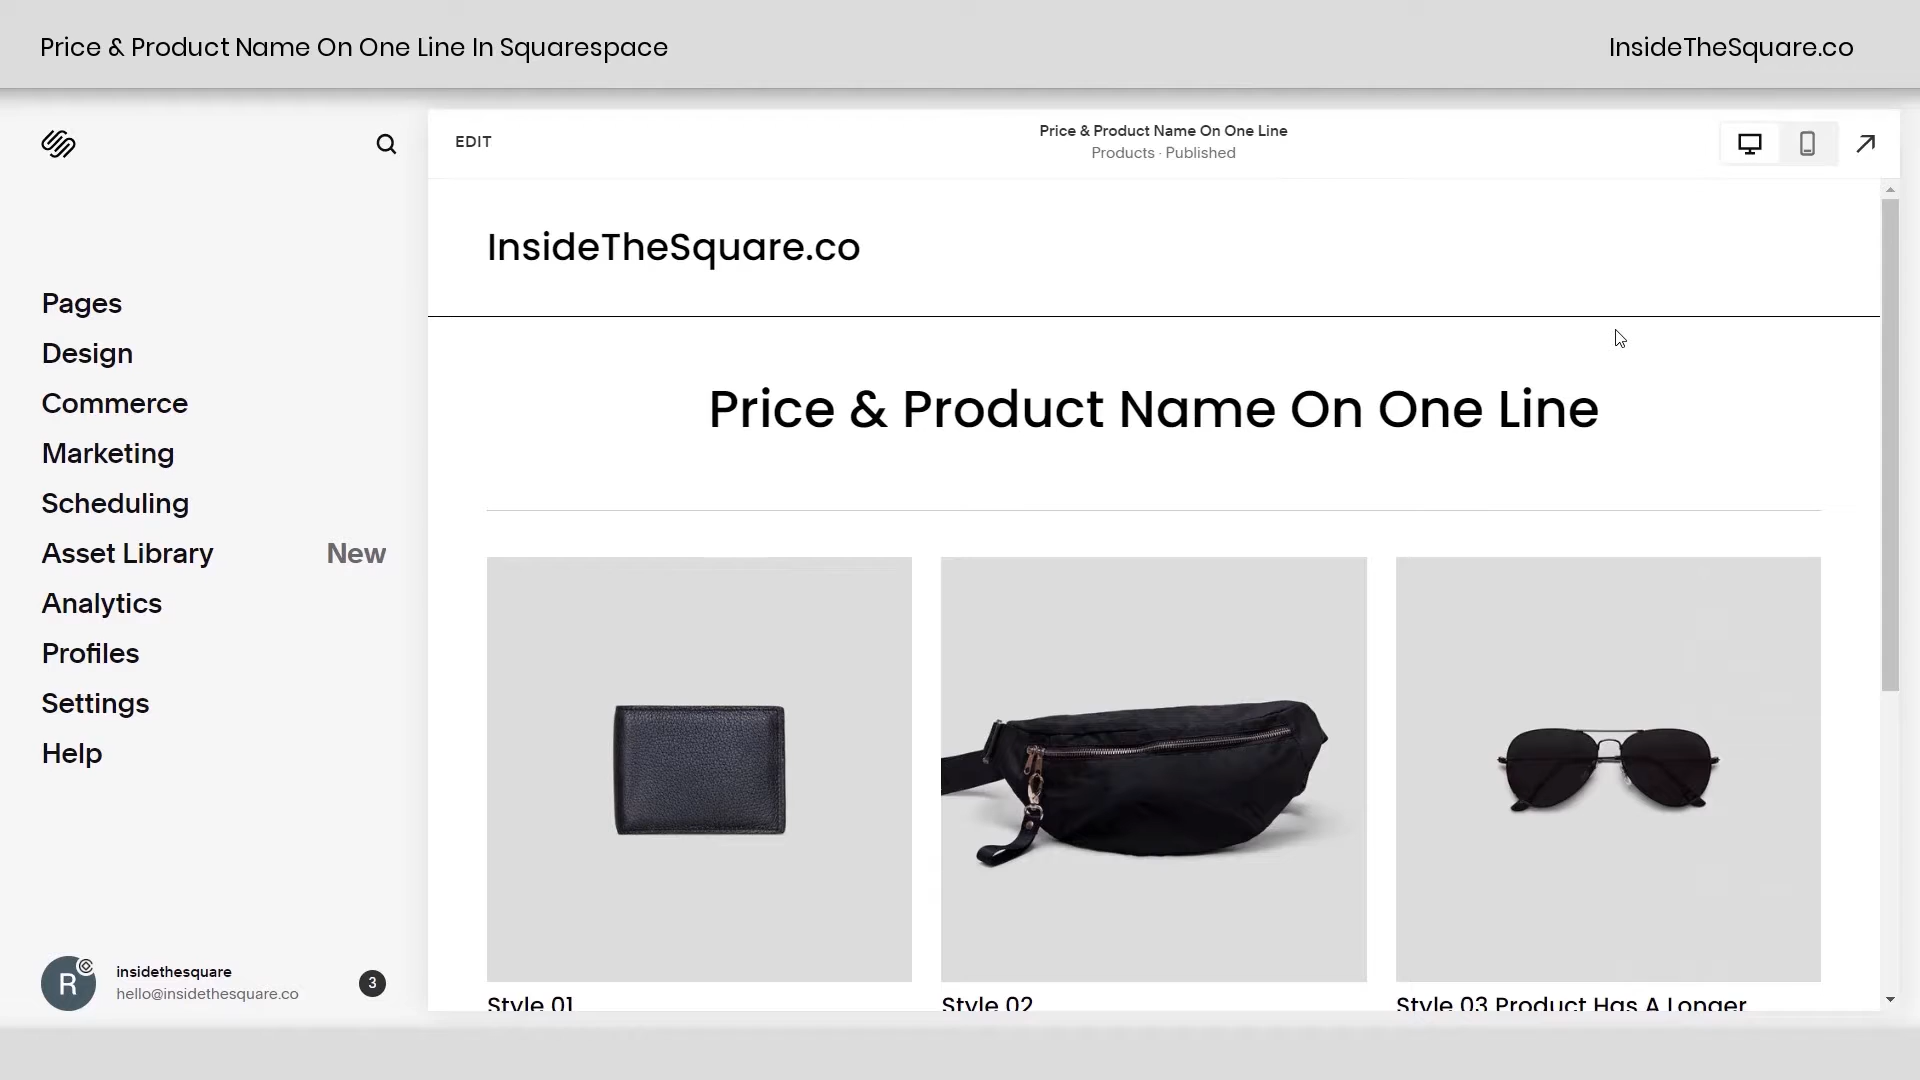 Price & Product Name On One Line In Squarespace
InsideTheSquare.co
EDIT
Price & Product Name On One Line
Products · Published
InsideTheSquare.co
Pages
Design
Commerce
Marketing
Scheduling
Asset Library New
Analytics
Profiles
Settings
Help
Price & Product Name On One Line
Style 01
Style 02
Style 03 Product Has A Longer
R
insidethesquare
hello@insidethesquare.co
3